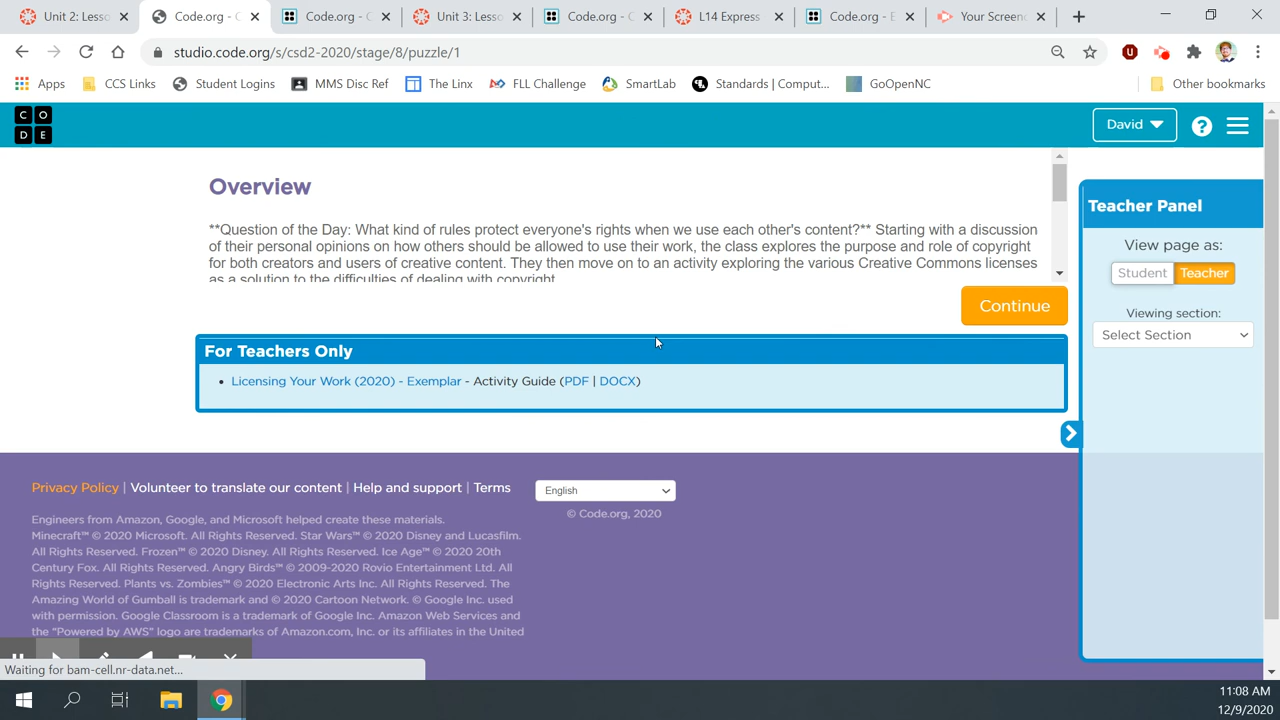 Unit 2: Lesso
Code.org - C
Code.org - C
Unit 3: Lesso
Code.org - C
L14 Express
Code.org - E
Your Screen
studio.code.org/s/csd2-2020/stage/8/puzzle/1
Apps
CCS Links
Student Logins
MMS Disc Ref
The Linx
FLL Challenge
SmartLab
Standards | Comput...
GoOpenNC
Other bookmarks
C O
D E
David
?
Overview
**Question of the Day: What kind of rules protect everyone's rights when we use each other's content?** Starting with a discussion
of their personal opinions on how others should be allowed to use their work, the class explores the purpose and role of copyright
for both creators and users of creative content. They then move on to an activity exploring the various Creative Commons licenses
as a solution to the difficulties of dealing with copyright.
Continue
For Teachers Only
• Licensing Your Work (2020) - Exemplar - Activity Guide (PDF | DOCX)
Teacher Panel
View page as:
Student Teacher
Viewing section:
Select Section
Privacy Policy | Volunteer to translate our content | Help and support | Terms
English
© Code.org, 2020
Engineers from Amazon, Google, and Microsoft helped create these materials.
Minecraft™ © 2020 Microsoft. All Rights Reserved. Star Wars™ © 2020 Disney and Lucasfilm.
All Rights Reserved. Frozen™ © 2020 Disney. All Rights Reserved. Ice Age™ © 2020 20th
Century Fox. All Rights Reserved. Angry Birds™ © 2009-2020 Rovio Entertainment Ltd. All
Rights Reserved. Plants vs. Zombies™ © 2020 Electronic Arts Inc. All Rights Reserved. The
Amazing World of Gumball is trademark and © 2020 Cartoon Network. © Google Inc. used
with permission. Google Classroom is a trademark of Google Inc. Amazon Web Services and
the "Powered by AWS" logo are trademarks of Amazon.com, Inc. or its affiliates in the United
Waiting for bam-cell.nr-data.net...
11:08 AM
12/9/2020